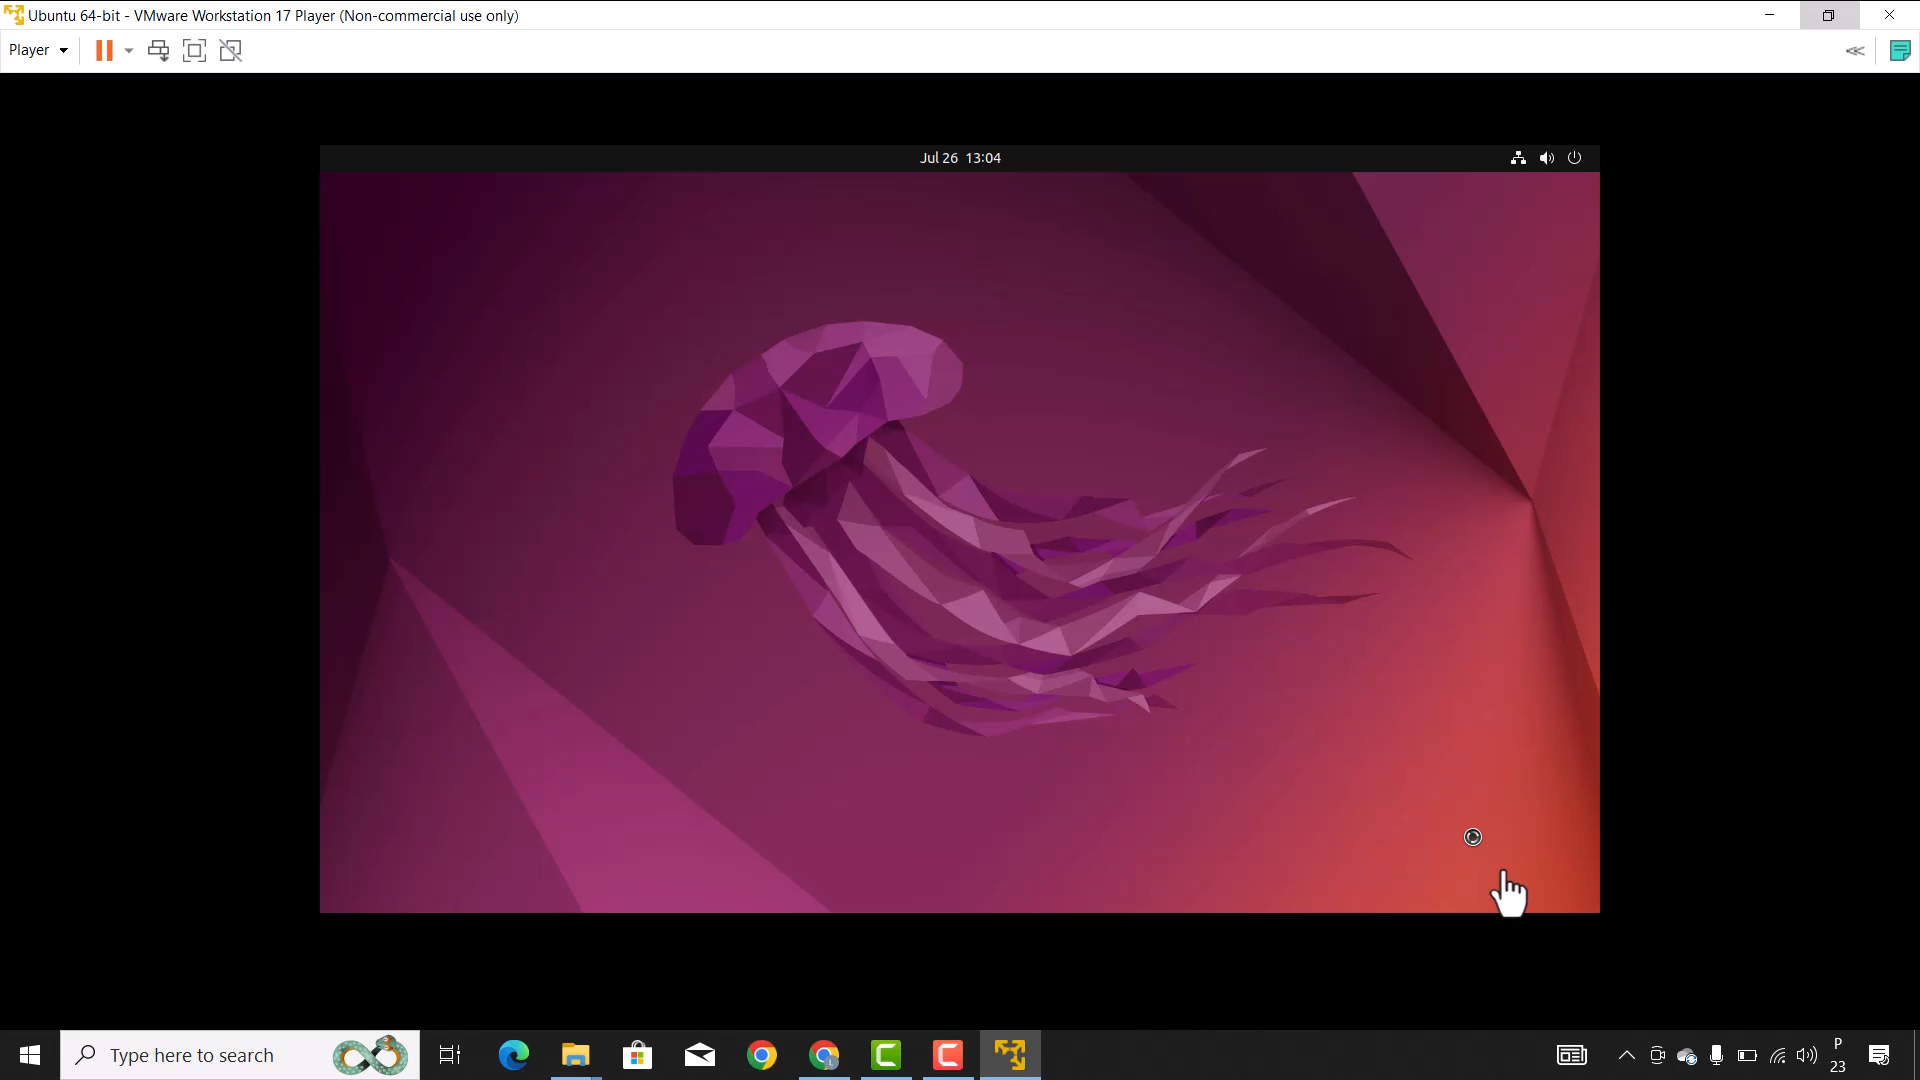 Ubuntu 64-bit - VMware Workstation 17 Player (Non-commercial use only)
Player
Jul 26 13:04
Type here to search
P
23